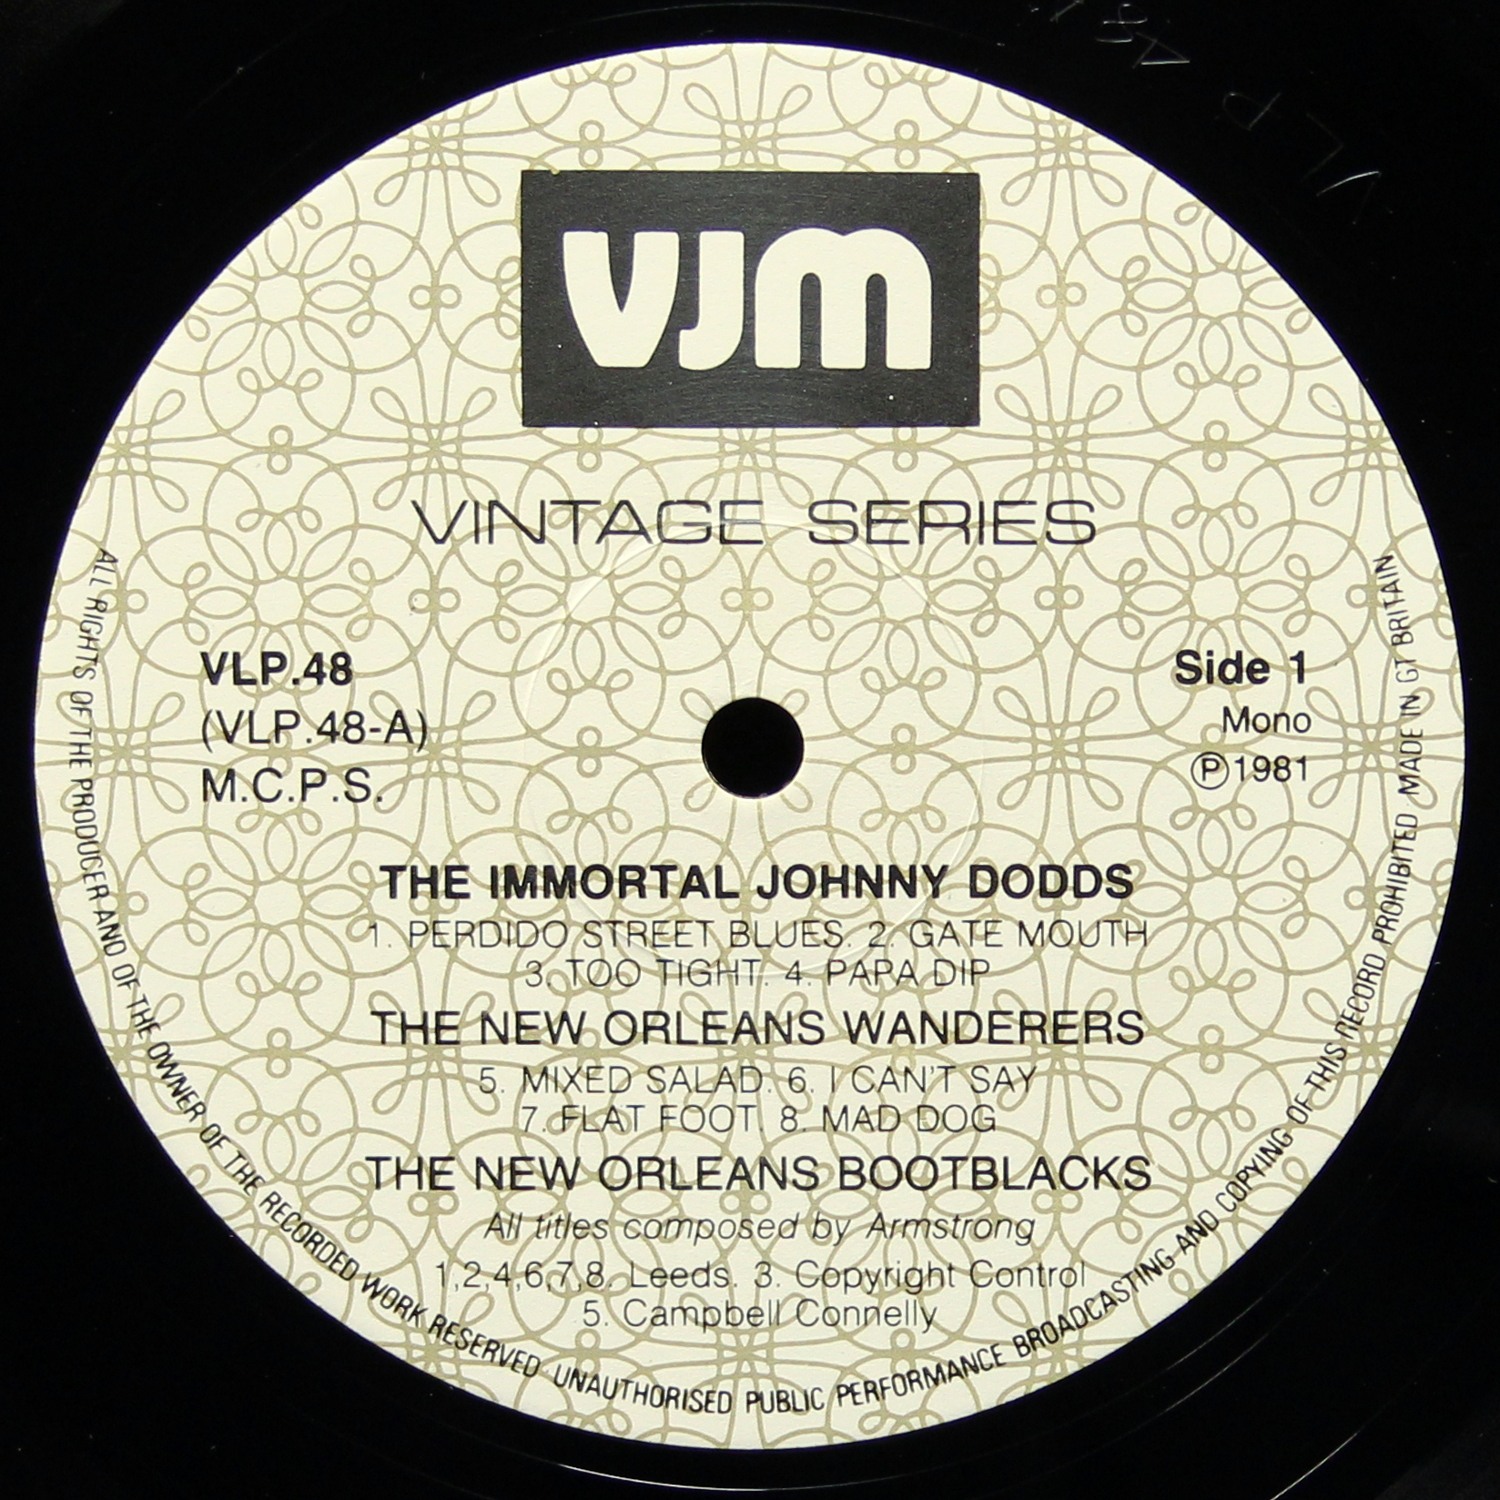 VJM
VINTAGE SERIES
VLP.48
(VLP.48-A)
M.C.P.S.
Side 1
Mono
Ⓟ1981
THE IMMORTAL JOHNNY DODDS
1. PERDIDO STREET BLUES. 2. GATE MOUTH
3. TOO TIGHT. 4. PAPA DIP
THE NEW ORLEANS WANDERERS
5. MIXED SALAD. 6. I CAN'T SAY
7. FLAT FOOT. 8. MAD DOG
THE NEW ORLEANS BOOTBLACKS
All titles composed by Armstrong
1,2,4,6,7,8. Leeds. 3. Copyright Control
5. Campbell Connelly
ALL RIGHTS OF THE PRODUCER AND OF THE OWNER OF THE RECORDED WORK RESERVED UNAUTHORISED PUBLIC PERFORMANCE BROADCASTING AND COPYING OF THIS RECORD PROHIBITED MADE IN GT BRITAIN
VLP